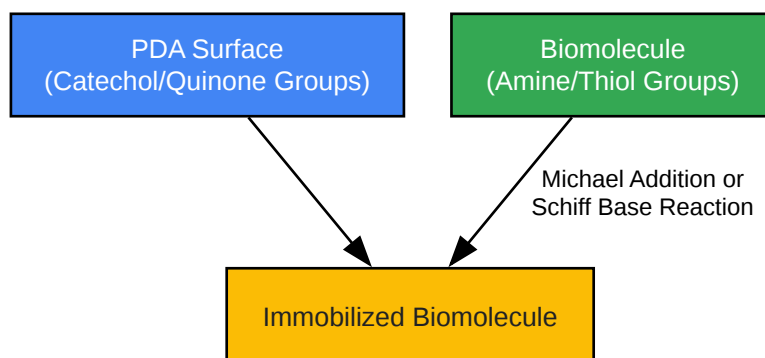 PDA Surface
(Catechol/Quinone Groups)
Biomolecule
(Amine/Thiol Groups)
Michael Addition or
Schiff Base Reaction
Immobilized Biomolecule